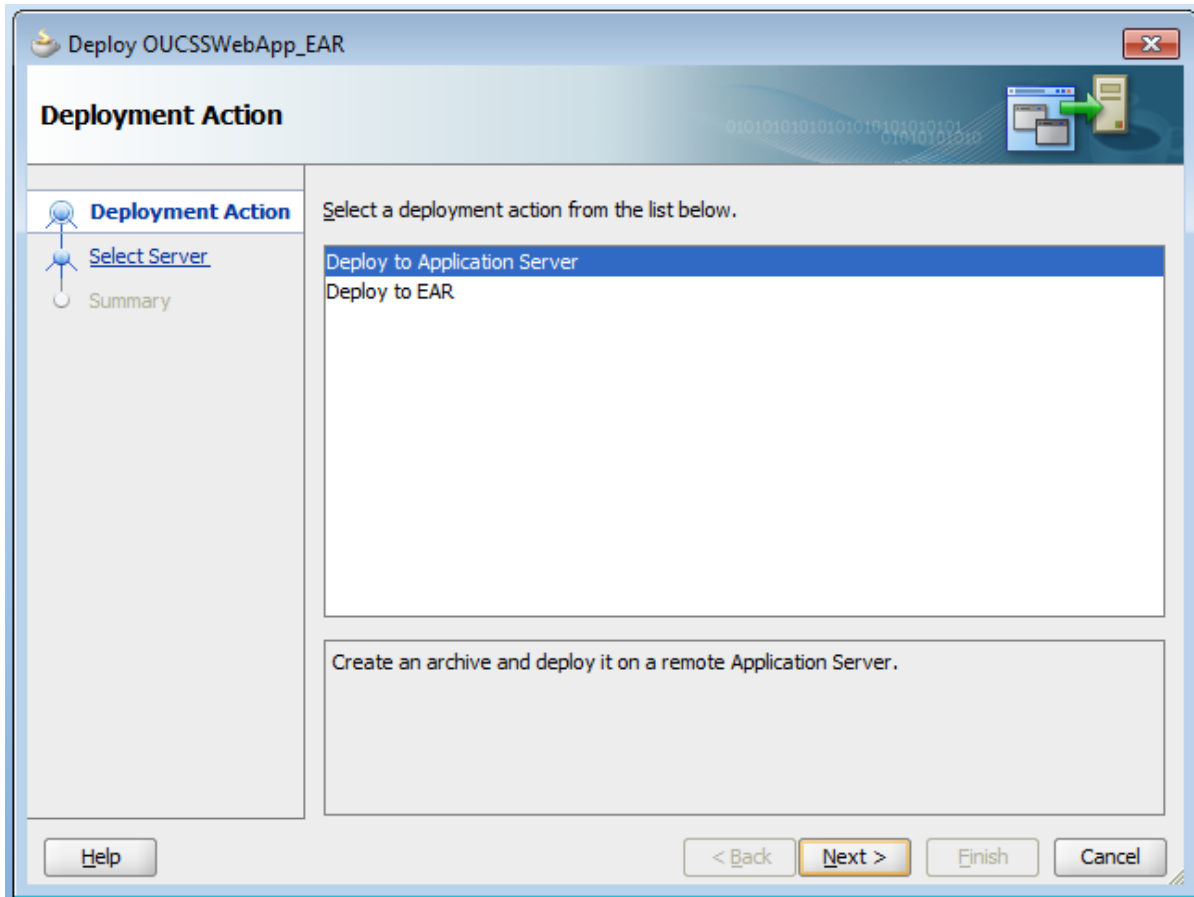 Deploy OUCSSWebApp_EAR
Deployment Action
Deployment Action
Select Server
Summary
Select a deployment action from the list below.
Deploy to Application Server
Deploy to EAR
Create an archive and deploy it on a remote Application Server.
Help
< Back
Next >
Finish
Cancel